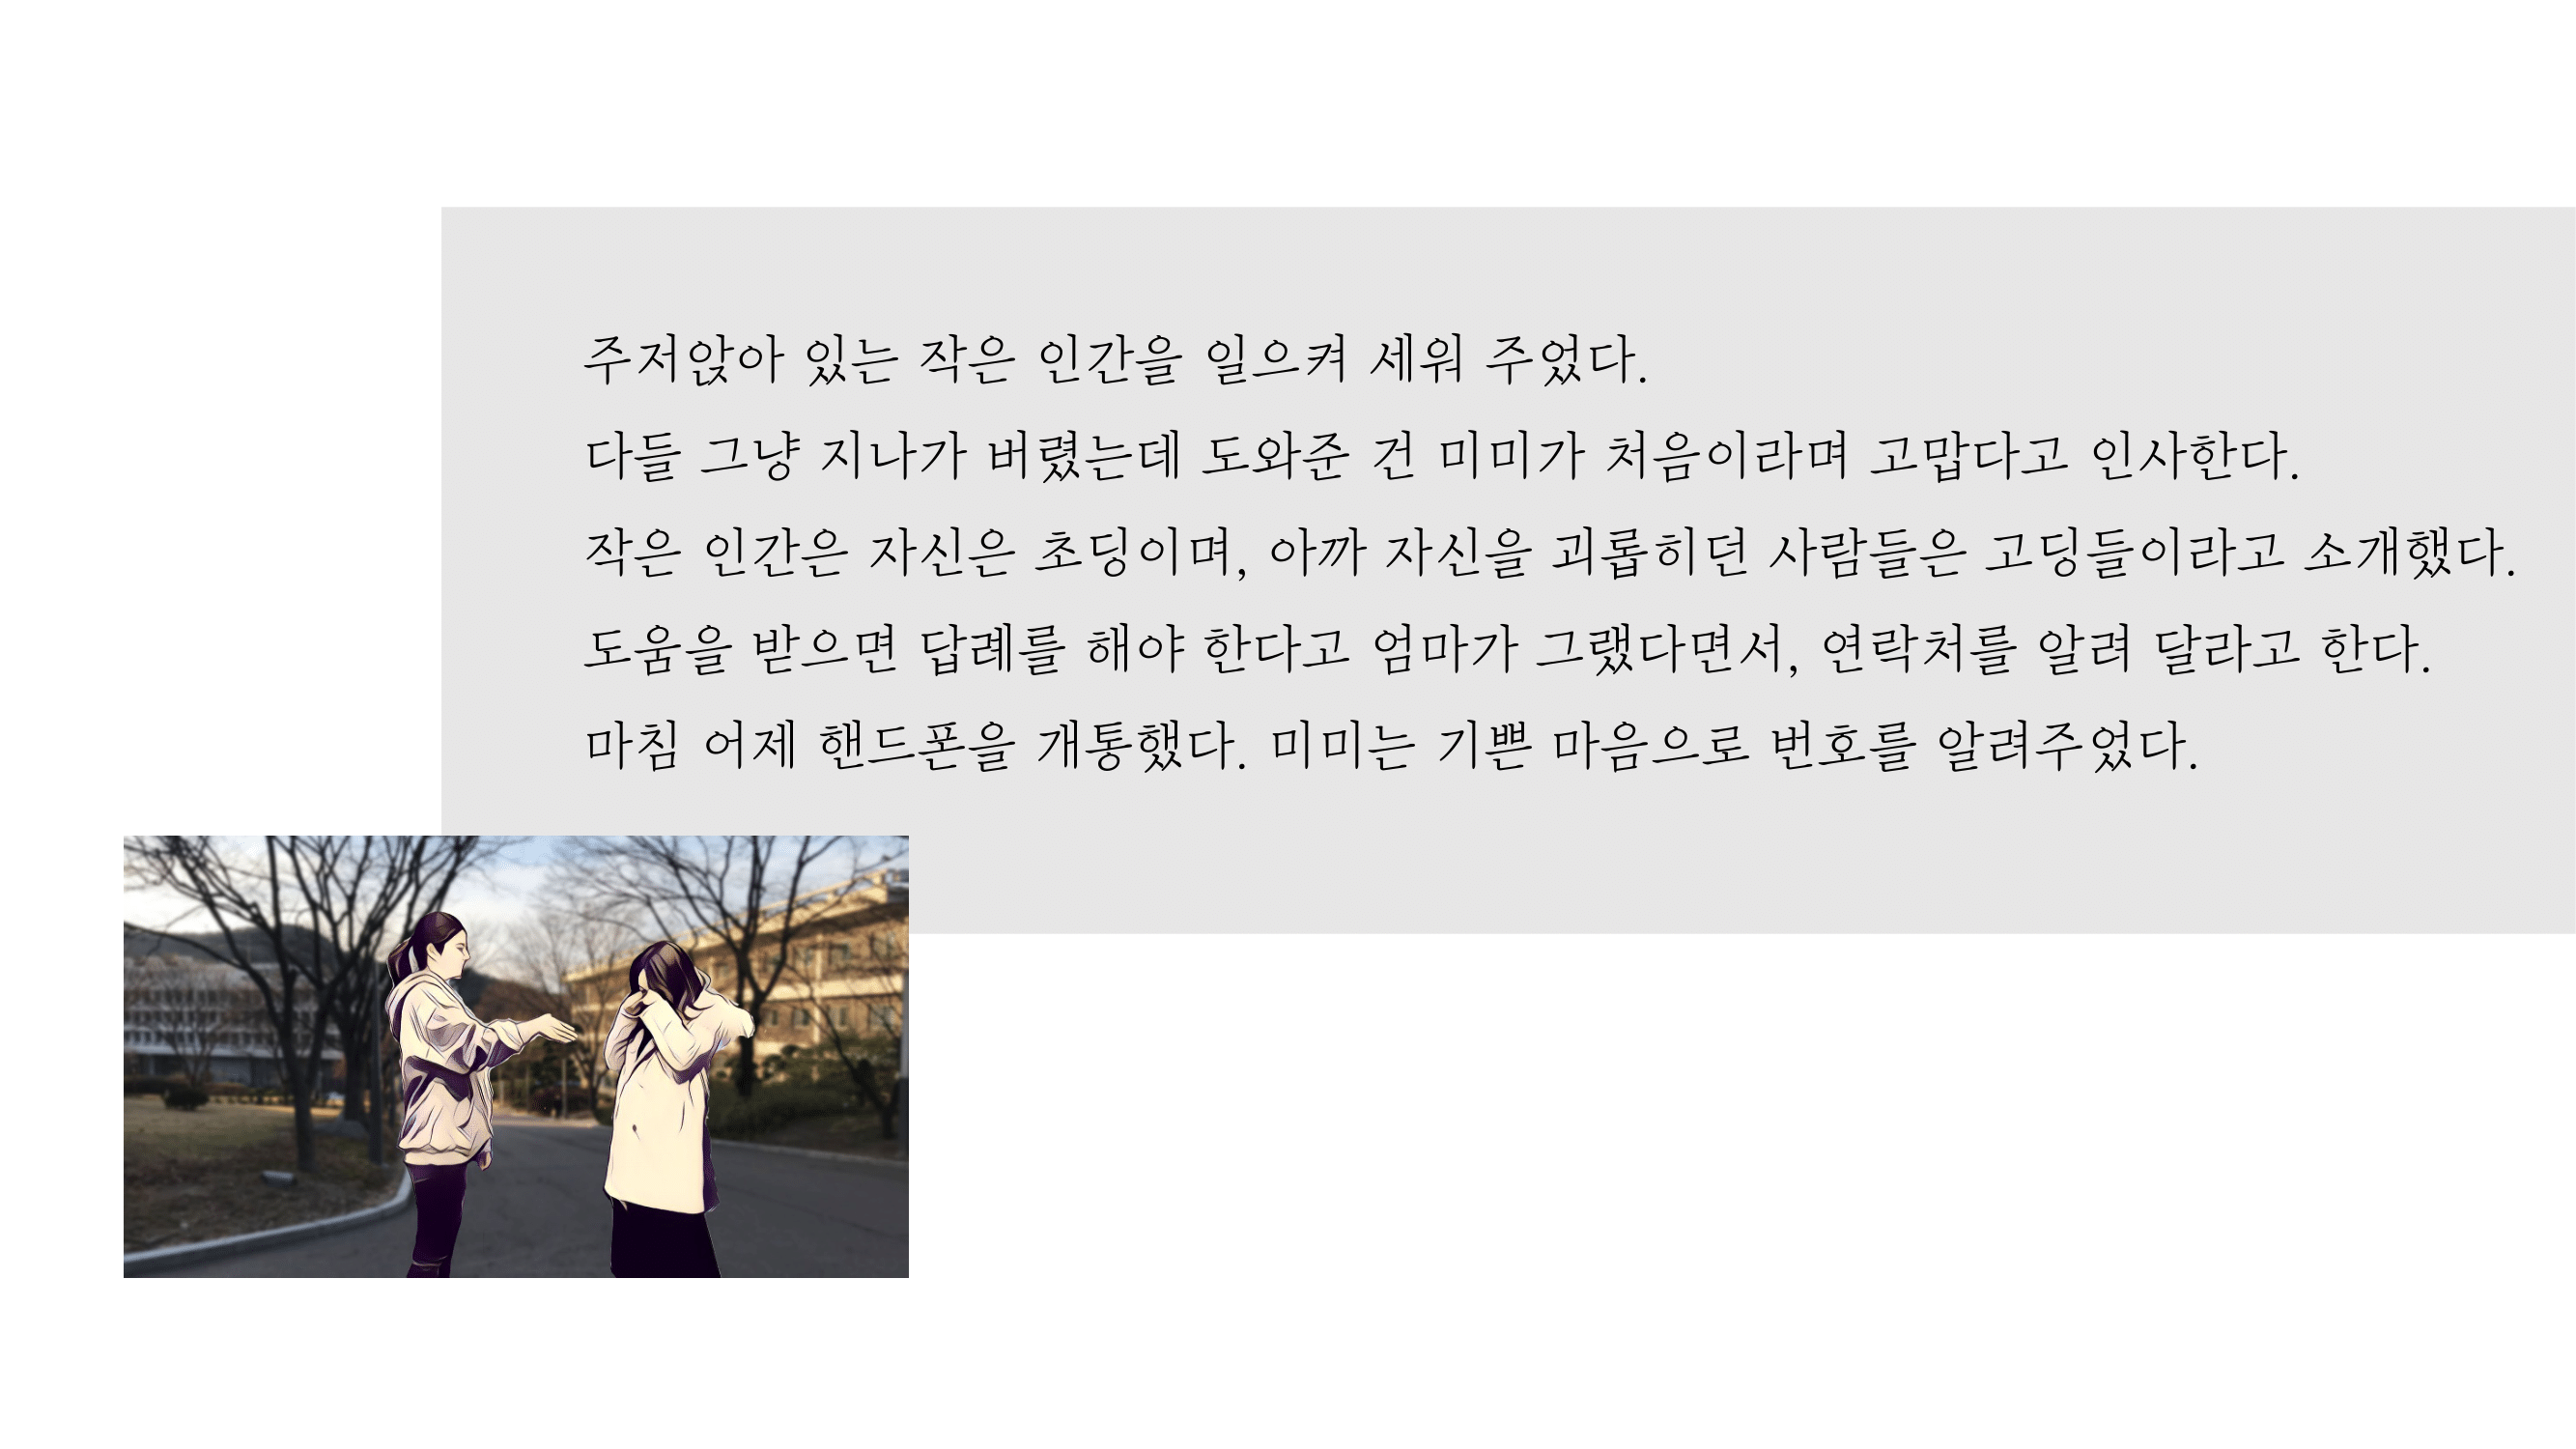 주저앉아 있는 작은 인간을 일으켜 세워 주었다.
다들 그냥 지나가 버렸는데 도와준 건 미미가 처음이라며 고맙다고 인사한다.
작은 인간은 자신은 초딩이며, 아까 자신을 괴롭히던 사람들은 고딩들이라고 소개했다.
도움을 받으면 답례를 해야 한다고 엄마가 그랬다면서, 연락처를 알려 달라고 한다.
마침 어제 핸드폰을 개통했다. 미미는 기쁜 마음으로 번호를 알려주었다.